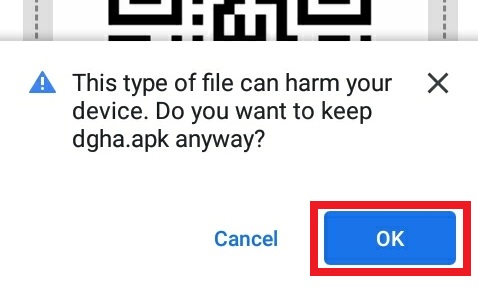 This type of file can harm your
device. Do you want to keep
dgha.apk anyway?
Cancel
OK